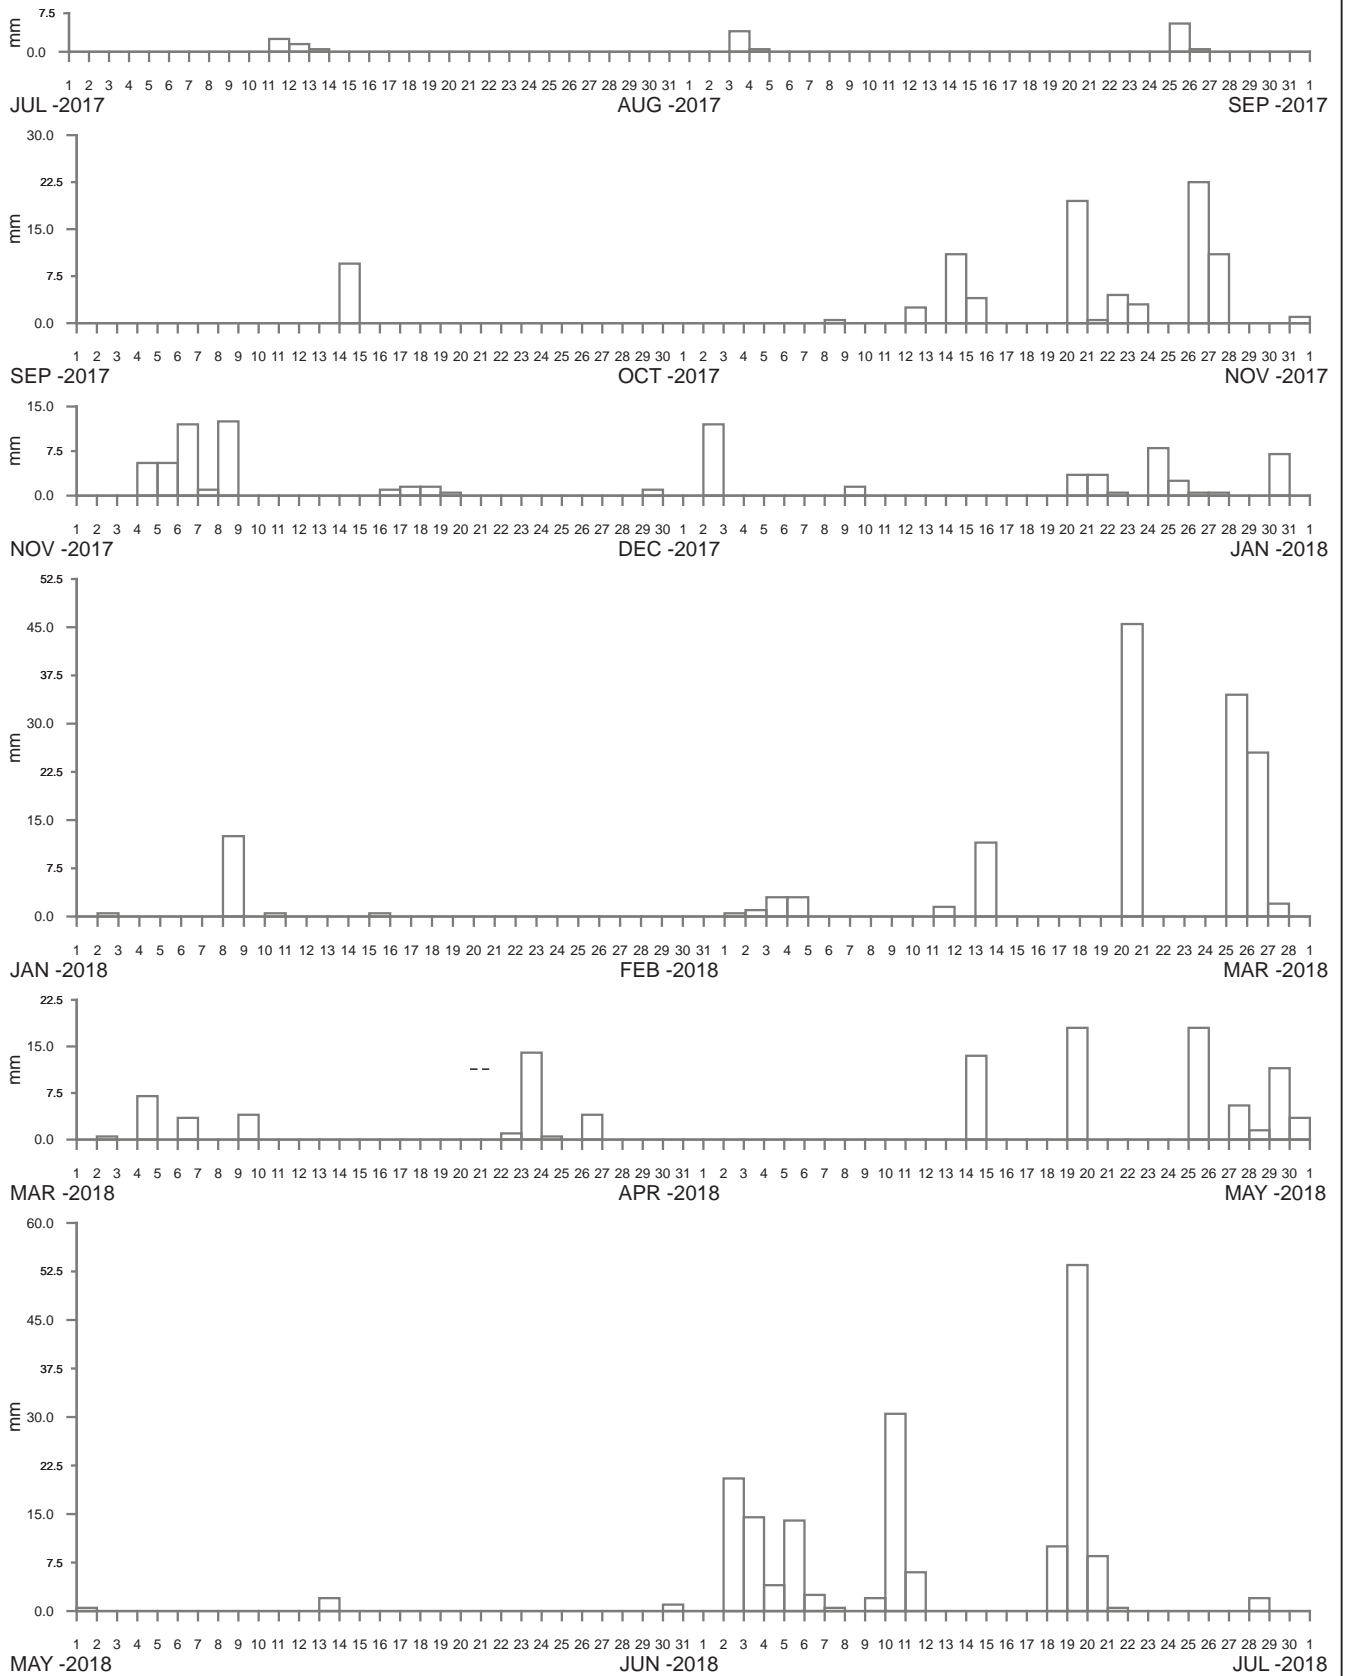 7.5
mm
0.0
1 2 3 4 5 6 7 8 9 10 11 12 13 14 15 16 17 18 19 20 21 22 23 24 25 26 27 28 29 30 31 1 2 3 4 5 6 7 8 9 10 11 12 13 14 15 16 17 18 19 20 21 22 23 24 25 26 27 28 29 30 31 1
JUL -2017 AUG -2017 SEP -2017
30.0
22.5
mm
15.0
7.5
0.0
1 2 3 4 5 6 7 8 9 10 11 12 13 14 15 16 17 18 19 20 21 22 23 24 25 26 27 28 29 30 1 2 3 4 5 6 7 8 9 10 11 12 13 14 15 16 17 18 19 20 21 22 23 24 25 26 27 28 29 30 31 1
SEP -2017 OCT -2017 NOV -2017
15.0
mm
7.5
0.0
1 2 3 4 5 6 7 8 9 10 11 12 13 14 15 16 17 18 19 20 21 22 23 24 25 26 27 28 29 30 1 2 3 4 5 6 7 8 9 10 11 12 13 14 15 16 17 18 19 20 21 22 23 24 25 26 27 28 29 30 31 1
NOV -2017 DEC -2017 JAN -2018
52.5
45.0
37.5
30.0
mm
22.5
15.0
7.5
0.0
1 2 3 4 5 6 7 8 9 10 11 12 13 14 15 16 17 18 19 20 21 22 23 24 25 26 27 28 29 30 31 1 2 3 4 5 6 7 8 9 10 11 12 13 14 15 16 17 18 19 20 21 22 23 24 25 26 27 28 1
JAN -2018 FEB -2018 MAR -2018
22.5
15.0
mm
--
7.5
0.0
1 2 3 4 5 6 7 8 9 10 11 12 13 14 15 16 17 18 19 20 21 22 23 24 25 26 27 28 29 30 31 1 2 3 4 5 6 7 8 9 10 11 12 13 14 15 16 17 18 19 20 21 22 23 24 25 26 27 28 29 30 1
MAR -2018 APR -2018 MAY -2018
60.0
52.5
45.0
37.5
mm
30.0
22.5
15.0
7.5
0.0
1 2 3 4 5 6 7 8 9 10 11 12 13 14 15 16 17 18 19 20 21 22 23 24 25 26 27 28 29 30 31 1 2 3 4 5 6 7 8 9 10 11 12 13 14 15 16 17 18 19 20 21 22 23 24 25 26 27 28 29 30 1
MAY -2018 JUN -2018 JUL -2018